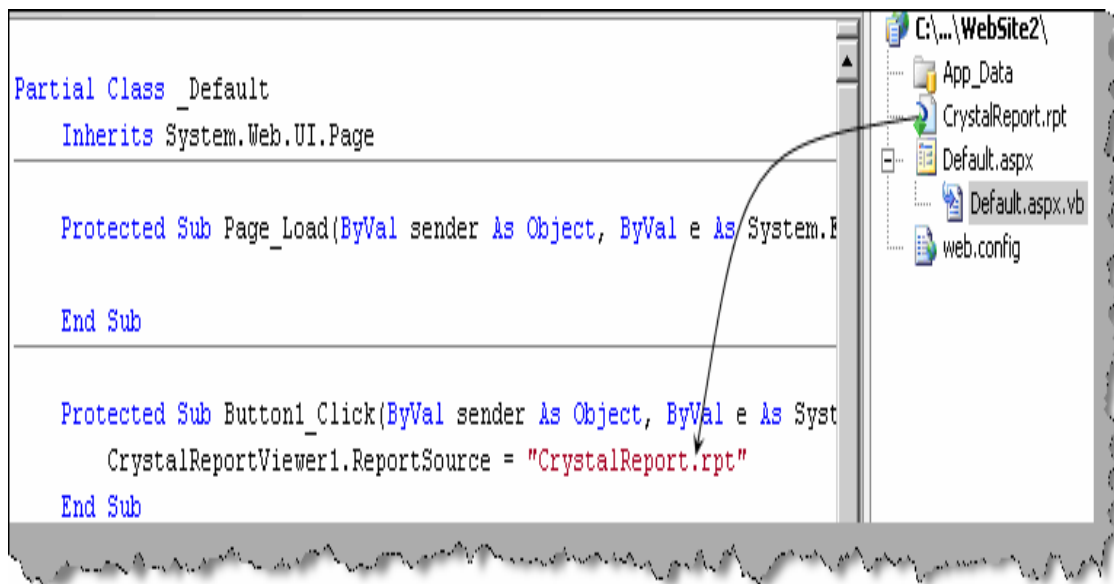 Partial Class _Default
Inherits System.Web.UI.Page
Protected Sub Page_Load(ByVal sender As Object, ByVal e As System.E
End Sub
Protected Sub Button1_Click(ByVal sender As Object, ByVal e As Syst
CrystalReportViewer1.ReportSource = "CrystalReport.rpt"
End Sub
C:\...\WebSite2\
App_Data
CrystalReport.rpt
Default.aspx
Default.aspx.vb
web.config